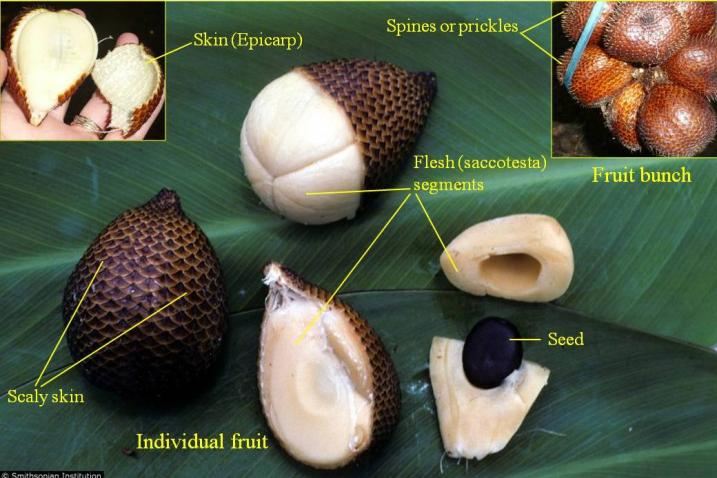 Skin (Epicarp)
Spines or prickles
Flesh (saccotesta)
segments
Fruit bunch
Seed
Scaly skin
Individual fruit
© Smithsonian Institution